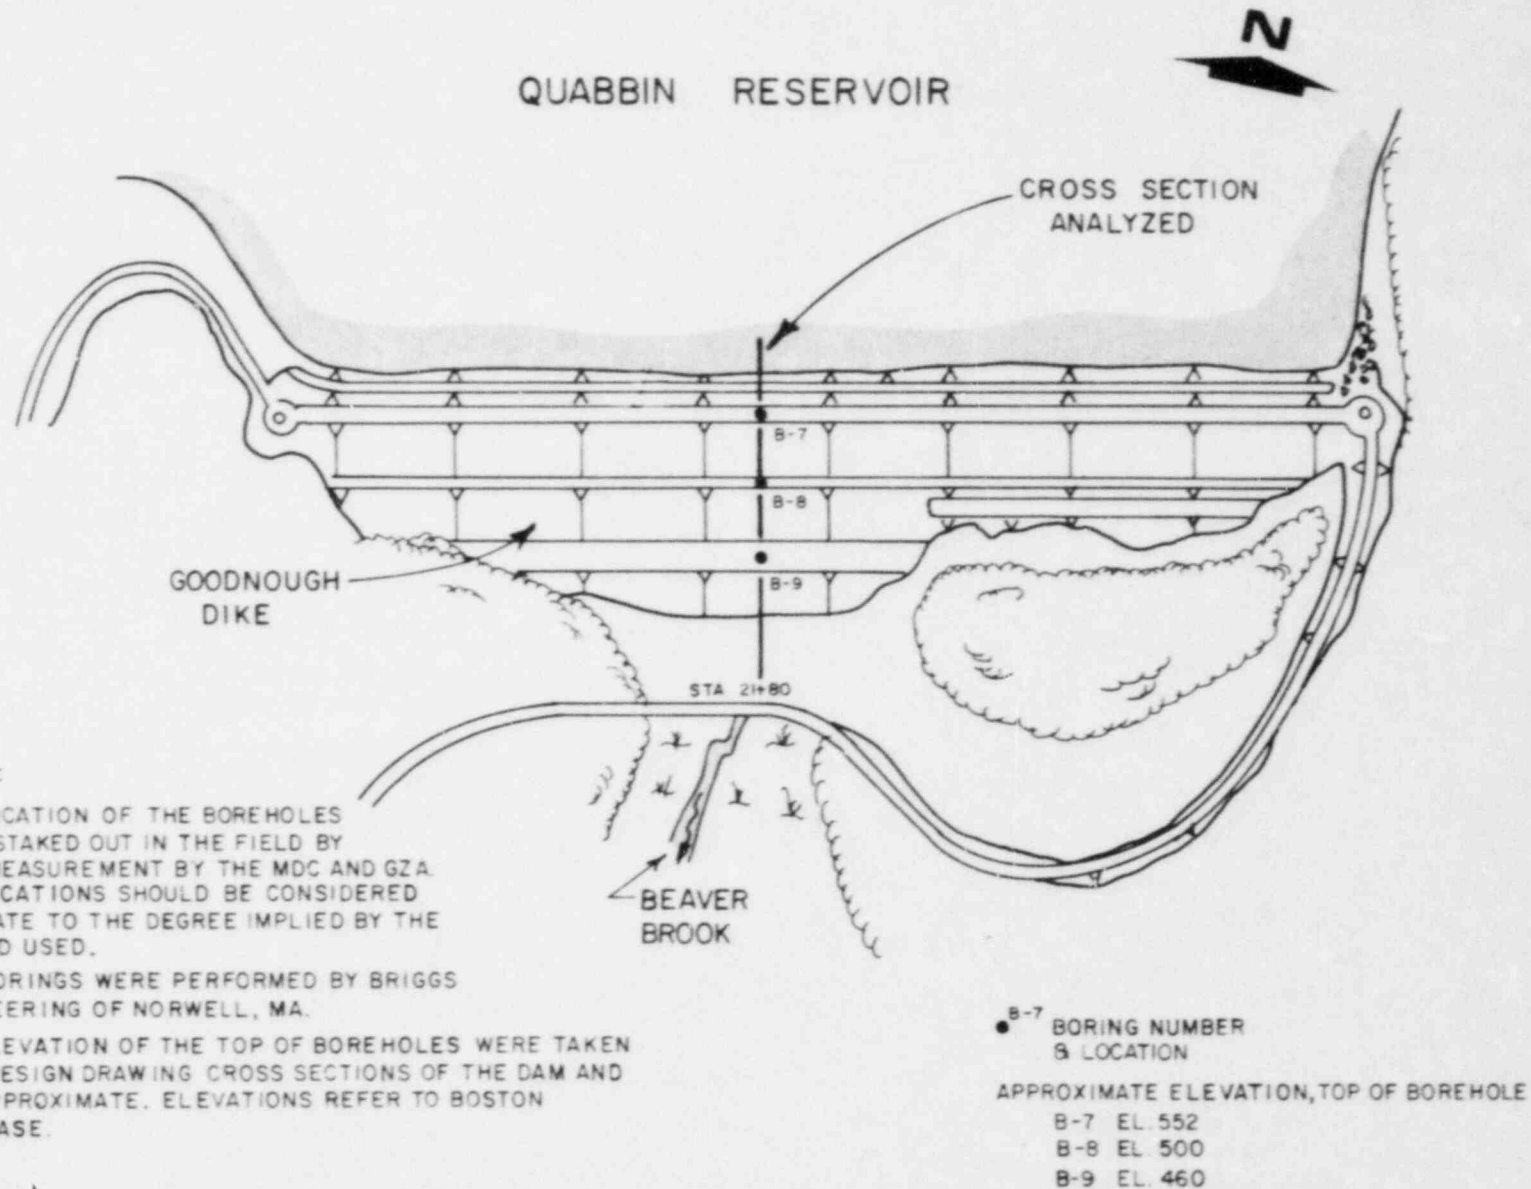 N
QUABBIN RESERVOIR
CROSS SECTION
ANALYZED
B-7
B-8
B-9
GOODNOUGH
DIKE
STA 21+80
BEAVER
BROOK
CATION OF THE BOREHOLES
STAKED OUT IN THE FIELD BY
EASUREMENT BY THE MDC AND GZA.
CATIONS SHOULD BE CONSIDERED
ATE TO THE DEGREE IMPLIED BY THE
D USED.
ORINGS WERE PERFORMED BY BRIGGS
EERING OF NORWELL, MA.
EVATION OF THE TOP OF BOREHOLES WERE TAKEN
ESIGN DRAWING CROSS SECTIONS OF THE DAM AND
PPROXIMATE. ELEVATIONS REFER TO BOSTON
ASE.
B-7 BORING NUMBER
& LOCATION
APPROXIMATE ELEVATION, TOP OF BOREHOLE
B-7 EL. 552
B-8 EL. 500
B-9 EL. 460